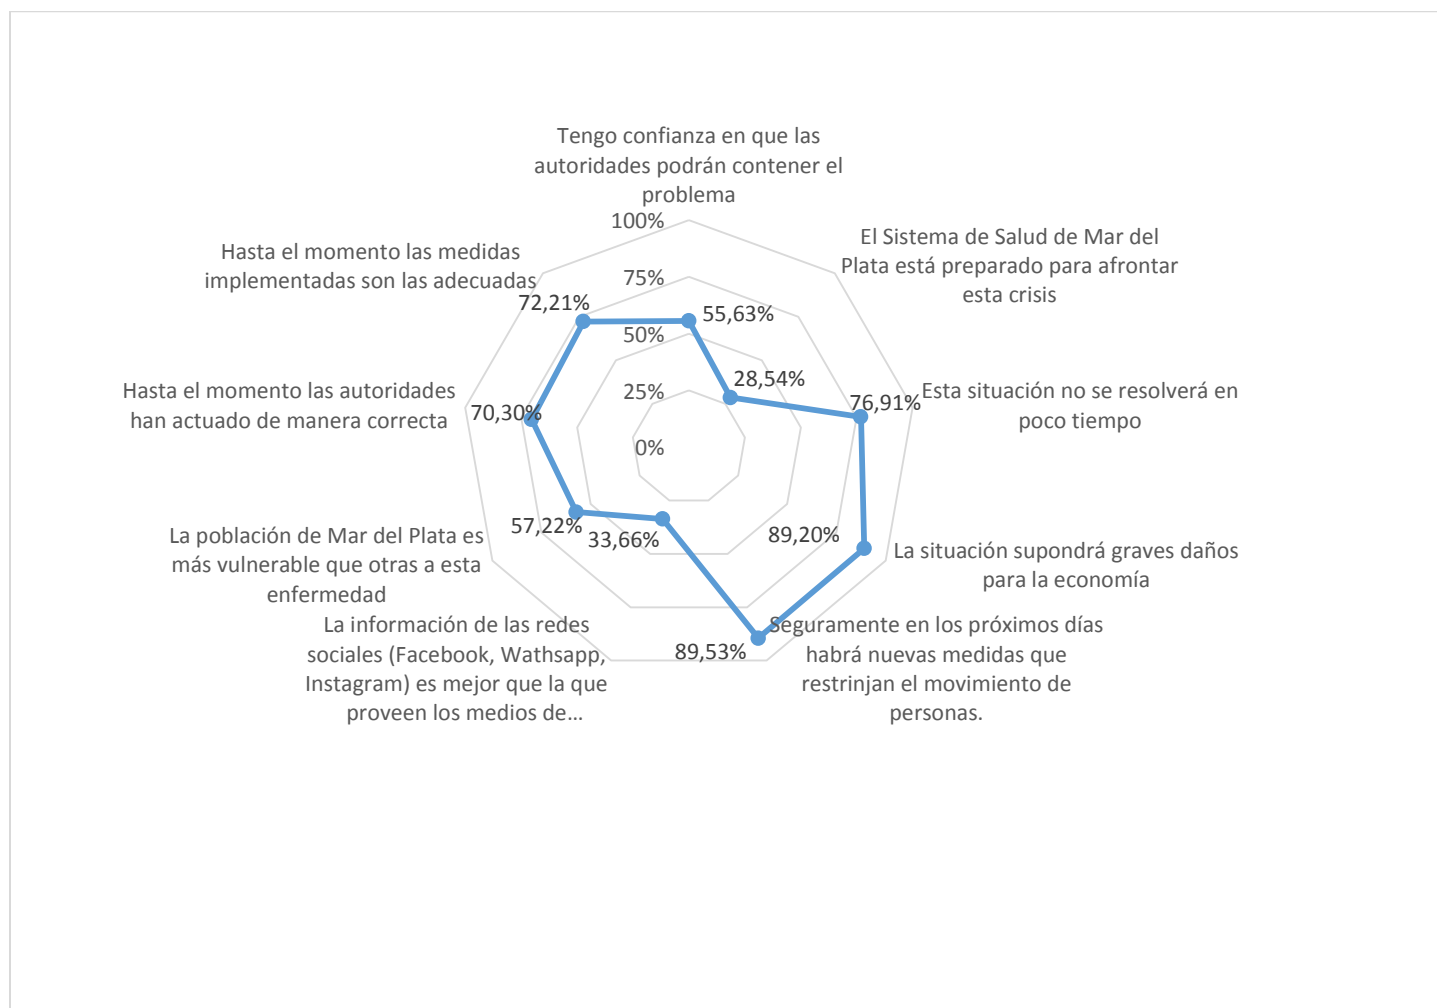 Tengo confianza en que las
autoridades podrán contener el
problema
El Sistema de Salud de Mar del
Plata está preparado para afrontar
esta crisis
Esta situación no se resolverá en
poco tiempo
La situación supondrá graves daños
para la economía
Seguramente en los próximos días
habrá nuevas medidas que
restrinjan el movimiento de
personas.
La información de las redes
sociales (Facebook, Wathsapp,
Instagram) es mejor que la que
proveen los medios de…
La población de Mar del Plata es
más vulnerable que otras a esta
enfermedad
Hasta el momento las autoridades
han actuado de manera correcta
Hasta el momento las medidas
implementadas son las adecuadas
100%
75%
50%
25%
0%
55,63%
28,54%
76,91%
89,20%
89,53%
33,66%
57,22%
70,30%
72,21%